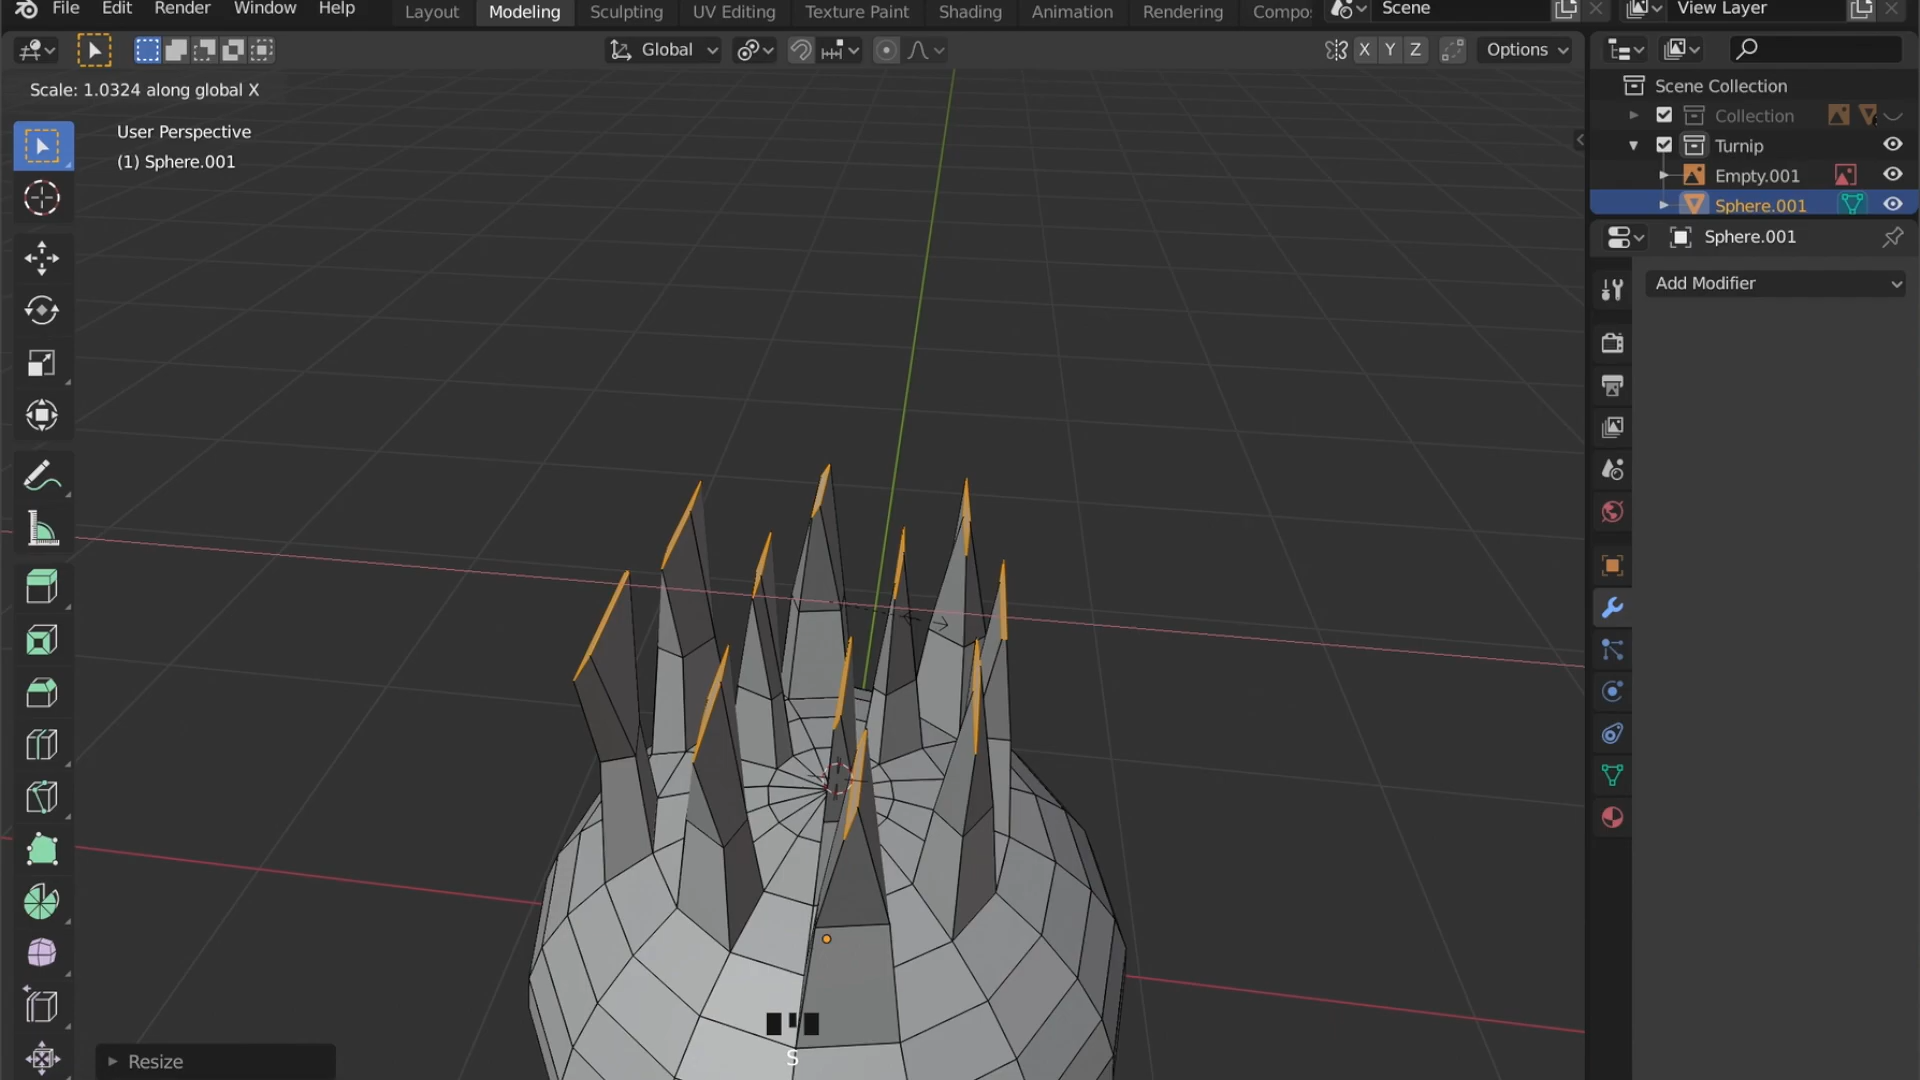 File Edit Render Window Help
Layout Modeling Sculpting UV Editing Texture Paint Shading Animation Rendering Compo
Scene
View Layer
Global
X Y Z
Options
Scale: 1.0324 along global X
User Perspective
(1) Sphere.001
Scene Collection
Collection
Turnip
Empty.001
Sphere.001
Sphere.001
Add Modifier
S
Resize